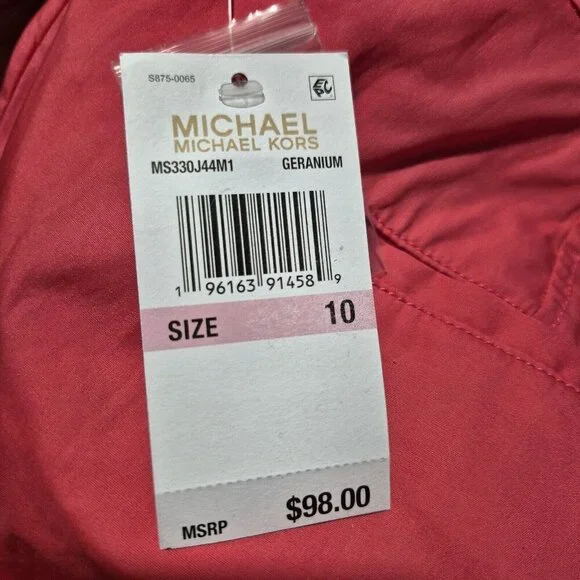 S875-0065
MICHAEL
MICHAEL KORS
MS330J44M1 GERANIUM
1 96163 91458 9
SIZE 10
MSRP $98.00